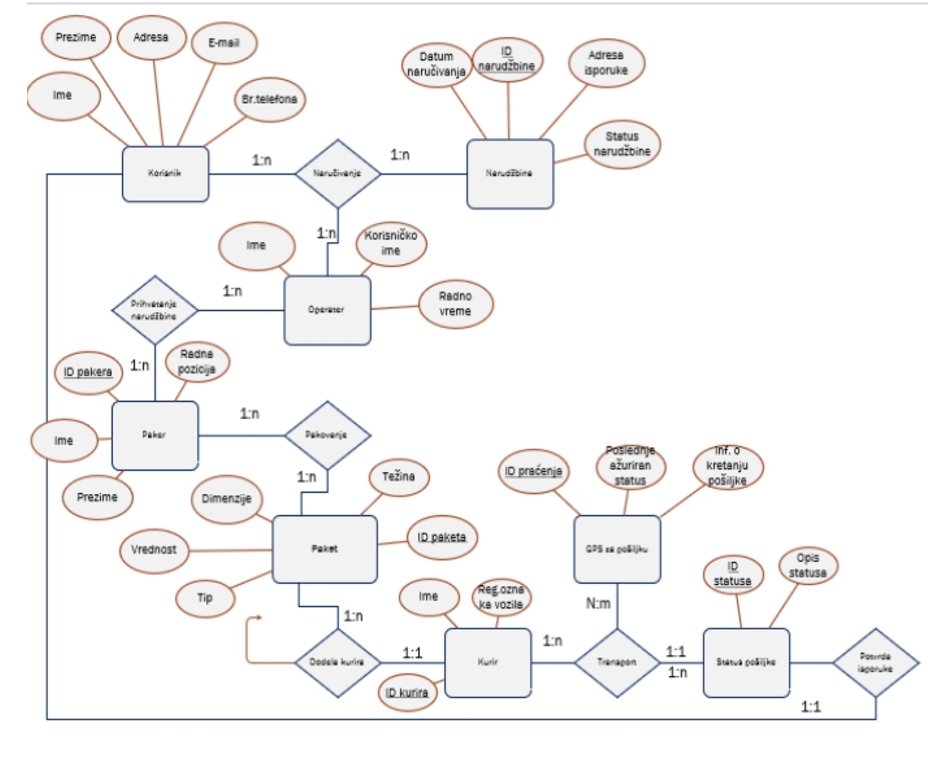 Prezime
Adresa
E-mail
Ime
Br.telefona
Datum
naručivanja
ID
narudžbine
Adresa
isporuke
Status
narudžbine
Korisnik
1:n
Naručivanje
1:n
Narudžbina
1:n
Ime
Korisničko
ime
Radno
vreme
Operater
1:n
Prihvatanje
narudžbine
1:n
ID pakera
Radna
pozicija
Ime
Prezime
Paker
1:n
Pakovanje
1:n
Dimenzije
Težina
Vrednost
ID paketa
Tip
Paket
1:n
Dodela kurira
1:1
Ime
Reg.ozna
ka vozila
ID kurira
Kurir
1:n
ID praćenja
Poslednje
ažuriran
status
Inf. o
kretanju
pošiljke
GPS za pošiljku
N:m
Transport
1:1
1:n
ID
statusa
Opis
statusa
Status pošiljke
Potvrda
isporuke
1:1